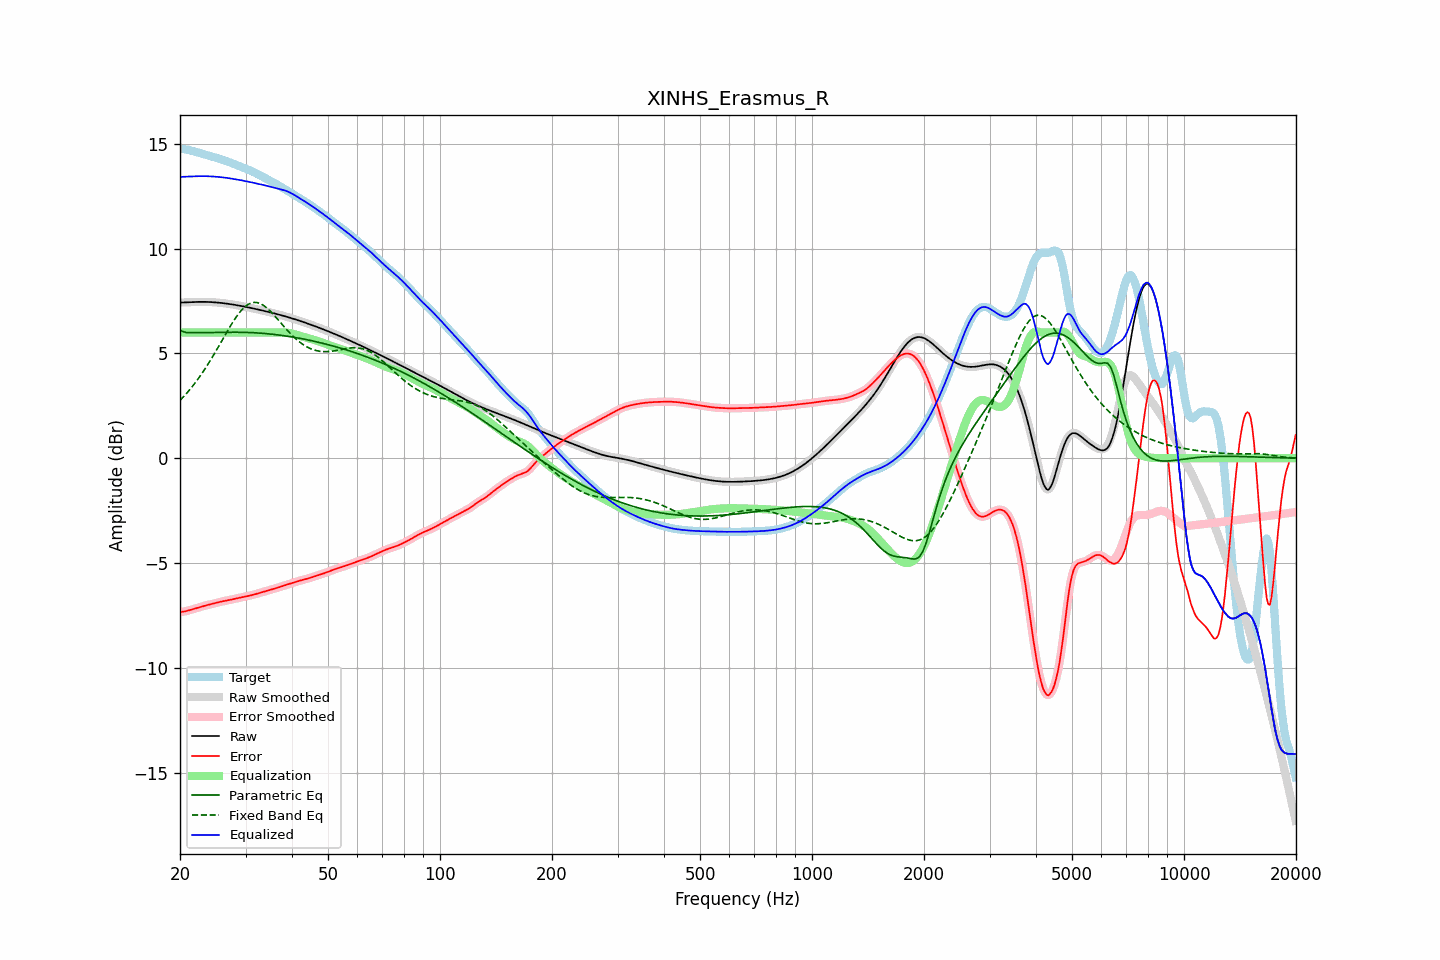 XINHS_Erasmus_R
Amplitude (dBr)
15
10
5
0
−5
−10
−15
Target
Raw Smoothed
Error Smoothed
Raw
Error
Equalization
Parametric Eq
Fixed Band Eq
Equalized
20 50 100 200 500 1000 2000 5000 10000 20000
Frequency (Hz)